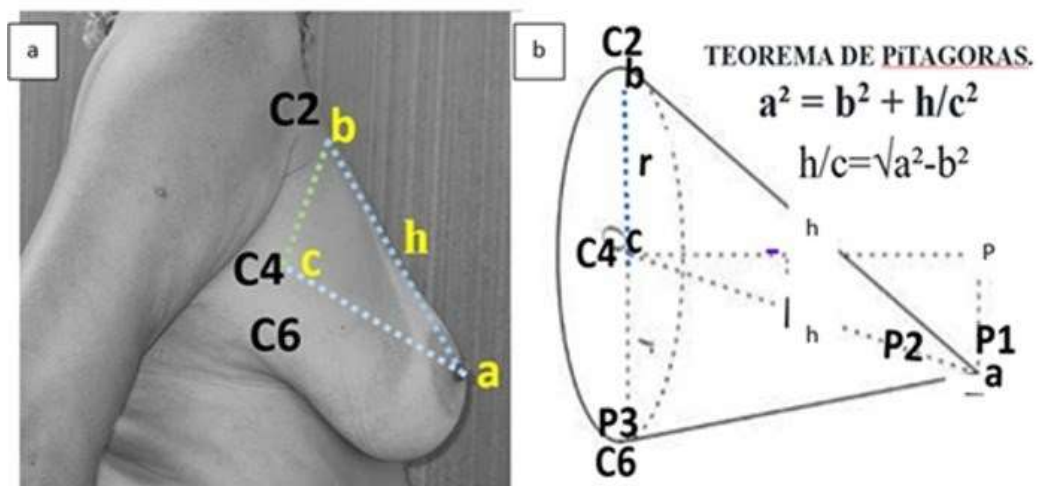 a
C2
b
h
C4 c
C6
a
b
C2
b
TEOREMA DE PiTAGORAS.
a² = b² + h/c²
h/c=√a²-b²
r
h
C4 c
P
h
P2
P1
a
P3
C6